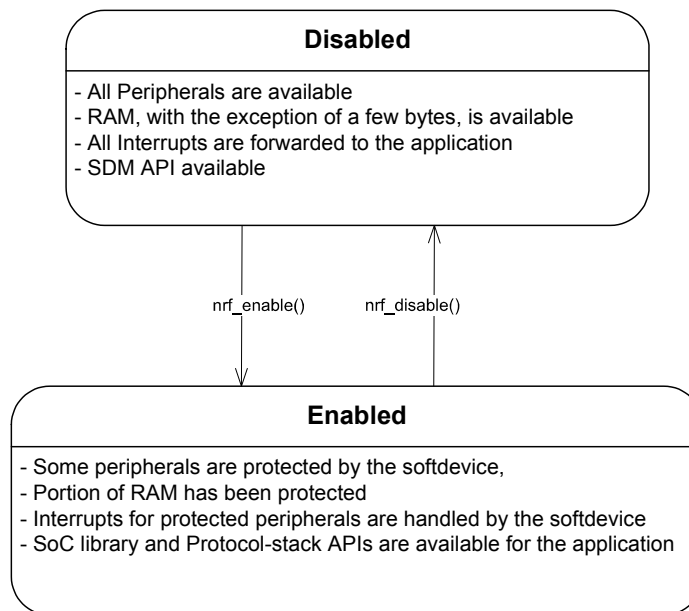 Disabled
- All Peripherals are available
- RAM, with the exception of a few bytes, is available
- All Interrupts are forwarded to the application
- SDM API available
nrf_enable()
nrf_disable()
Enabled
- Some peripherals are protected by the softdevice,
- Portion of RAM has been protected
- Interrupts for protected peripherals are handled by the softdevice
- SoC library and Protocol-stack APIs are available for the application